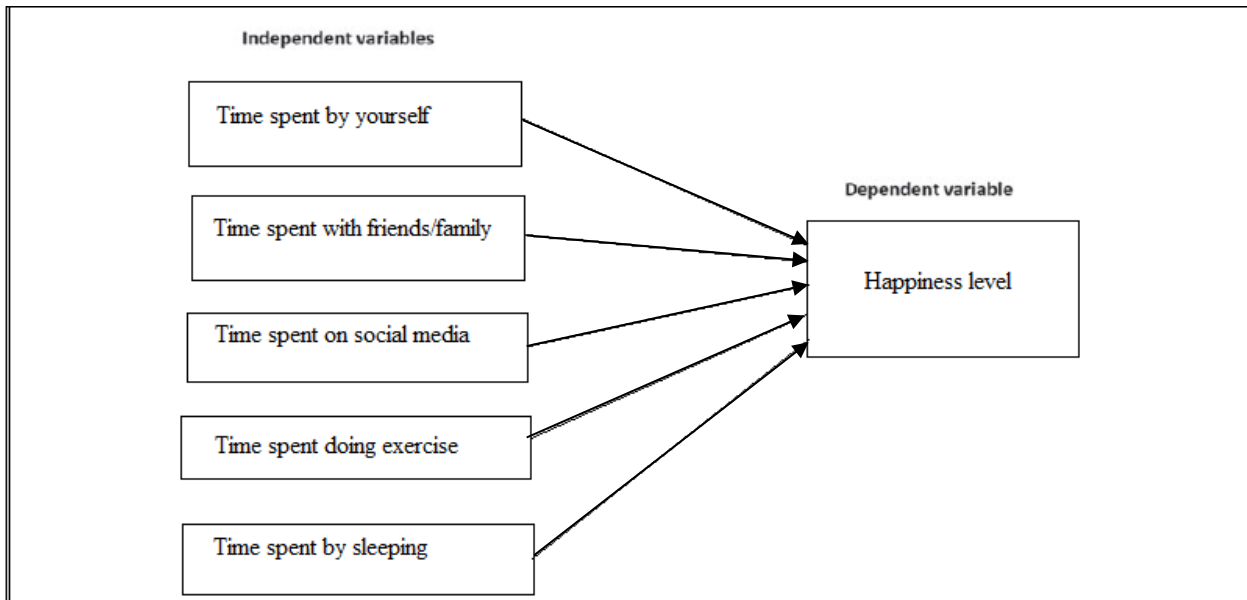 Independent variables
Time spent by yourself
Time spent with friends/family
Time spent on social media
Time spent doing exercise
Time spent by sleeping
Dependent variable
Happiness level